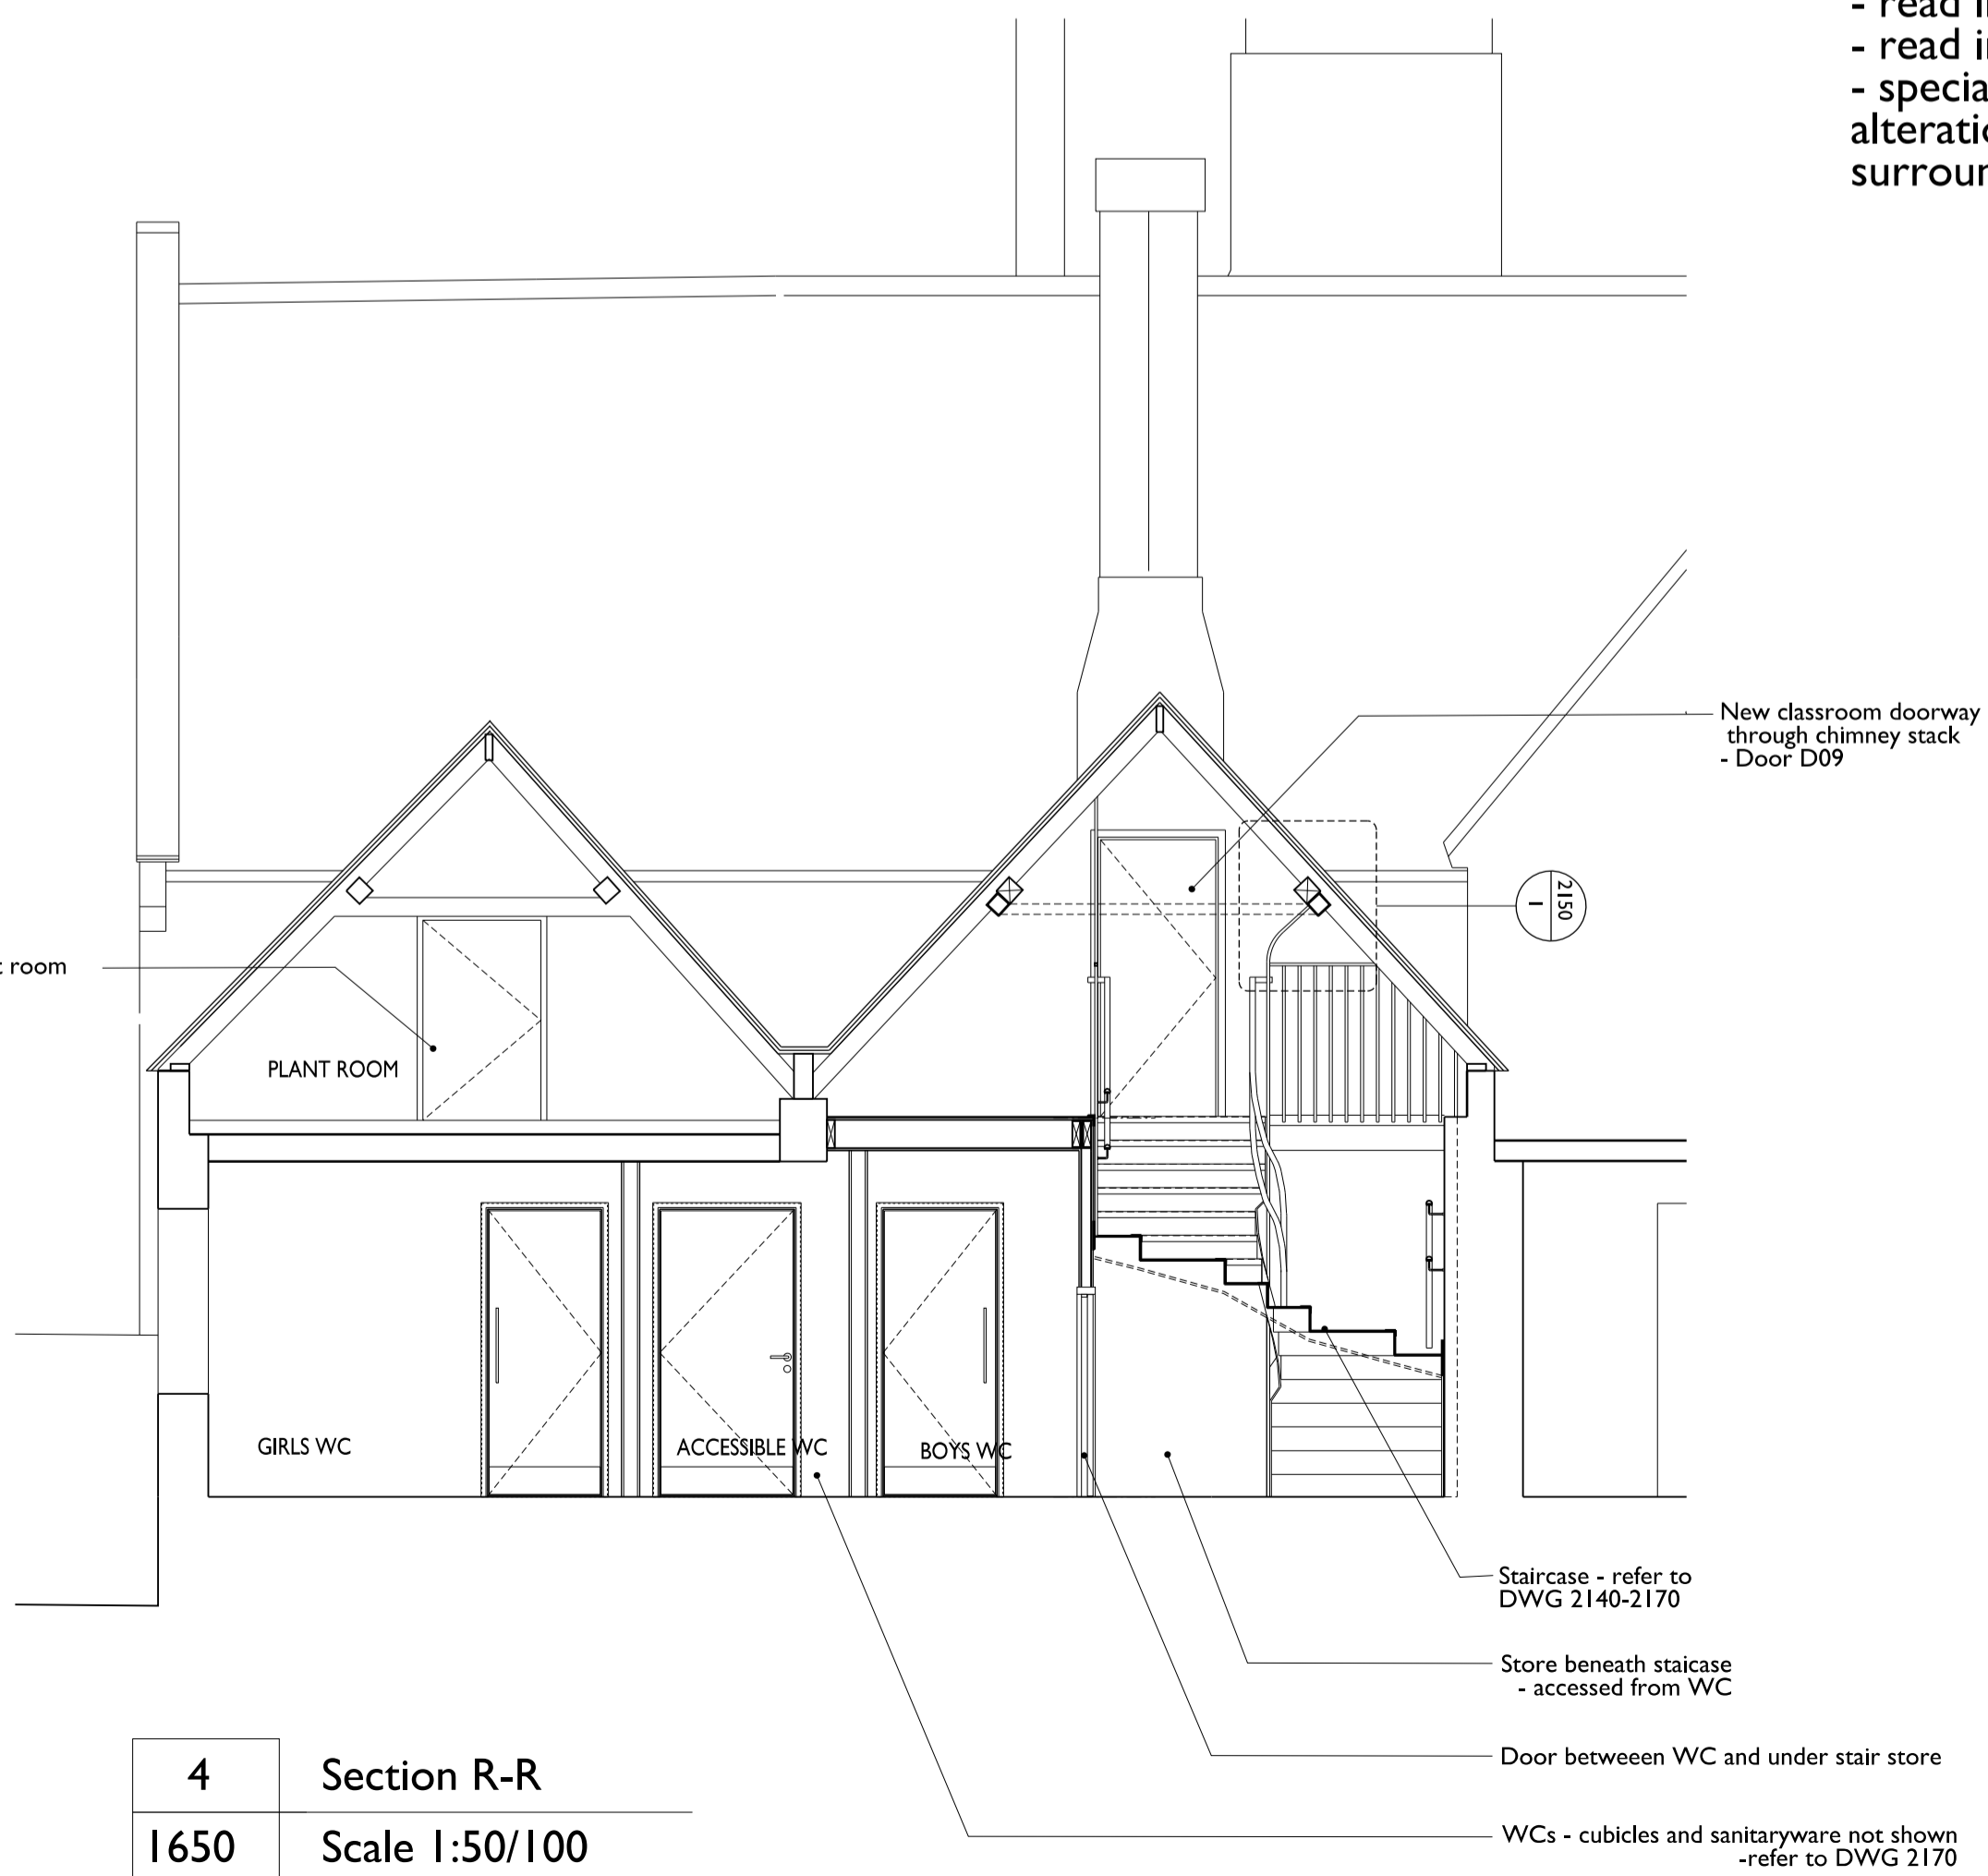 - read
- read
-
New classroom doorway
through chimney stack
- Door D09
2150
1
room
PLANT ROOM
GIRLS WC
ACCESSIBLE WC
BOYS WC
Staircase - refer to
DWG 2140-2170
Store beneath staicase
- accessed from WC
Door betweeen WC and under stair store
WCs - cubicles and sanitaryware not shown
-refer to DWG 2170
4
Section R-R
1650
Scale 1:50/100